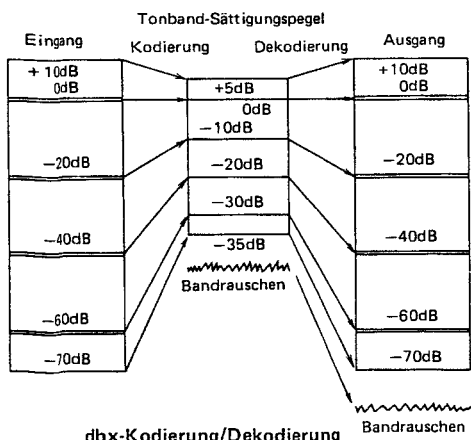 Tonband-Sättigungspegel
Eingang
Kodierung
Dekodierung
Ausgang
+ 10dB
0dB
−20dB
−40dB
−60dB
−70dB
+5dB
0dB
−10dB
−20dB
−30dB
−35dB
Bandrauschen
+10dB
0dB
−20dB
−40dB
−60dB
−70dB
Bandrauschen
dbx-Kodierung/Dekodierung